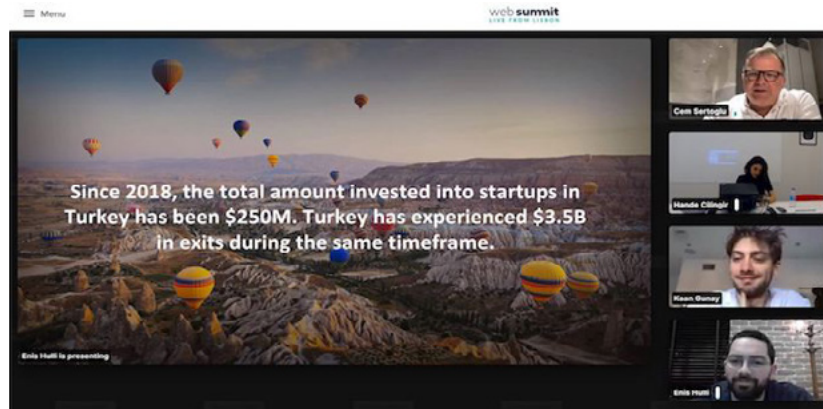 Menu
web summit
LIVE FROM LISBON
Since 2018, the total amount invested into startups in
Turkey has been $250M. Turkey has experienced $3.5B
in exits during the same timeframe.
Enis Hulli is presenting
Cem Sertoglu
Hande Cilingir
Kaan Gunay
Enis Hulli